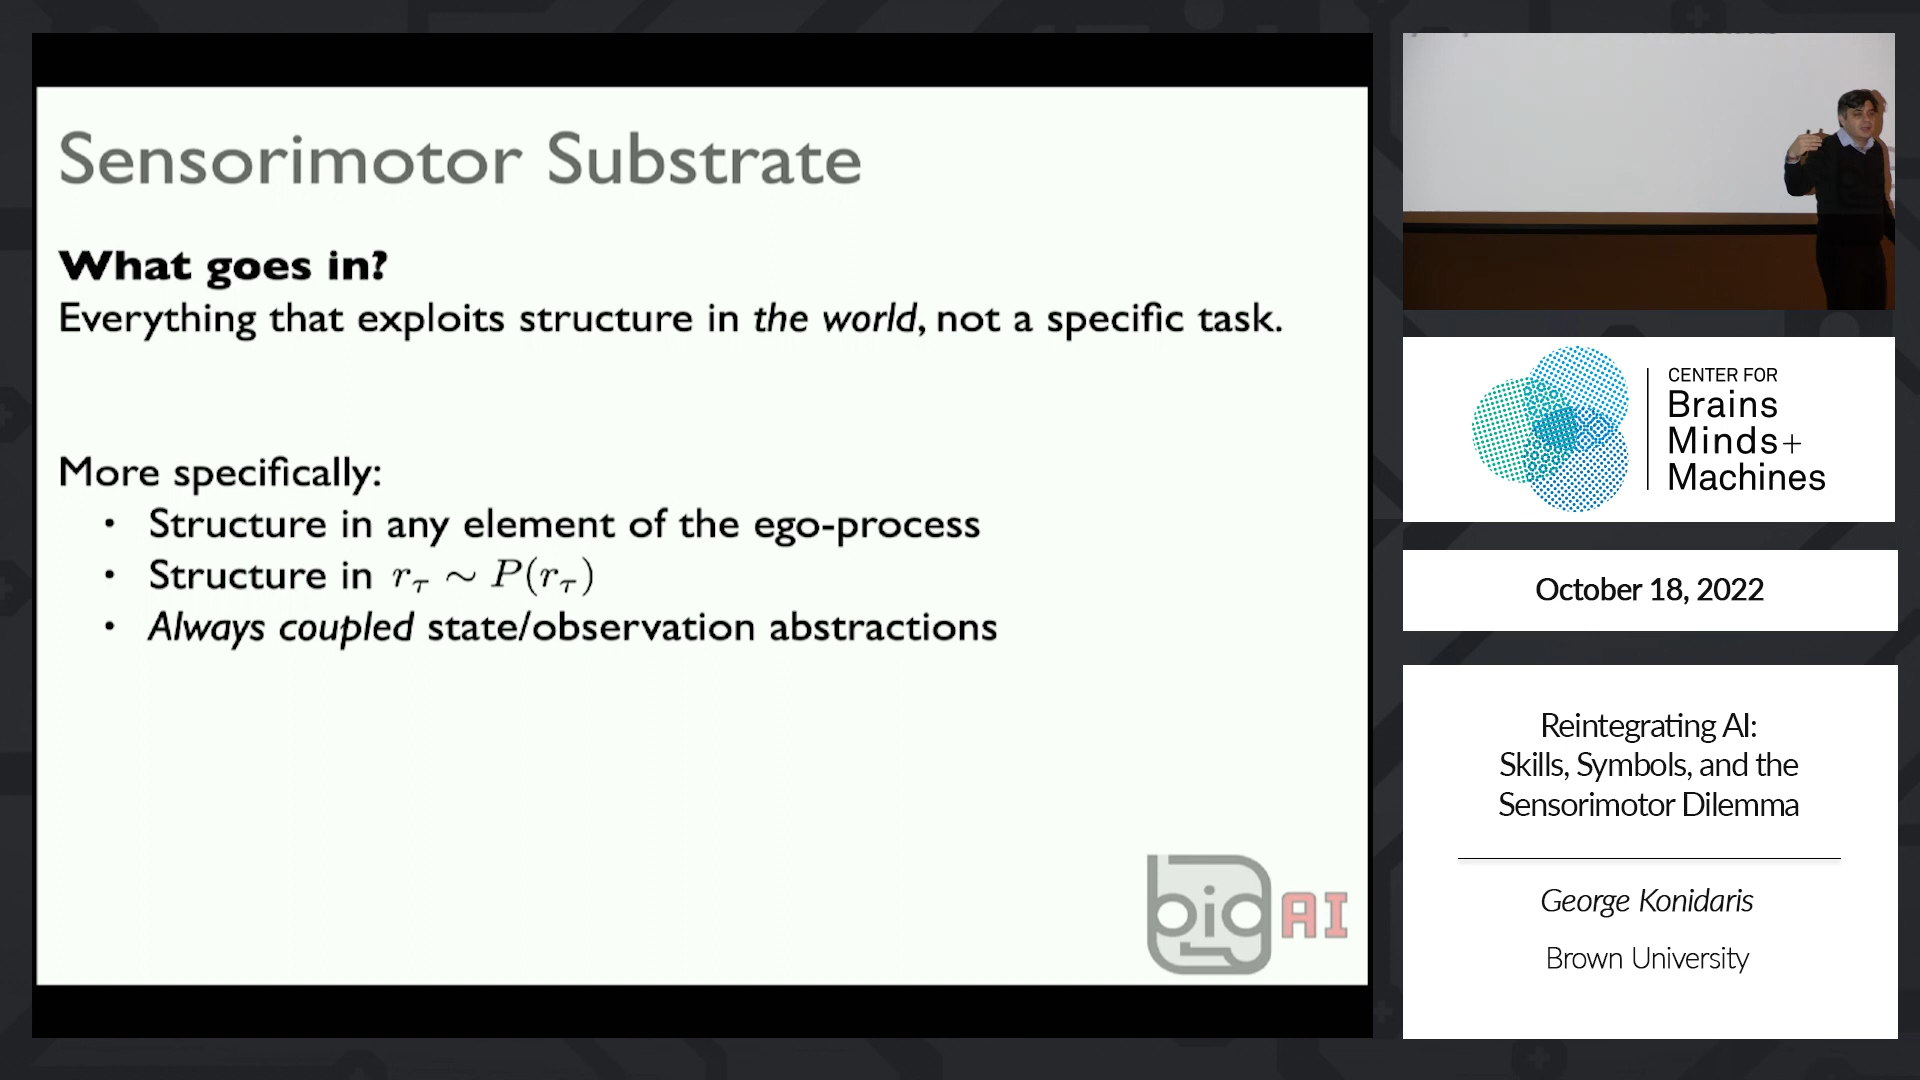 Sensorimotor Substrate
What goes in?
Everything that exploits structure in the world, not a specific task.
More specifically:
• Structure in any element of the ego-process
• Structure in r_τ ~ P(r_τ)
• Always coupled state/observation abstractions
big AI
CENTER FOR
Brains
Minds+
Machines
October 18, 2022
Reintegrating AI:
Skills, Symbols, and the
Sensorimotor Dilemma
George Konidaris
Brown University